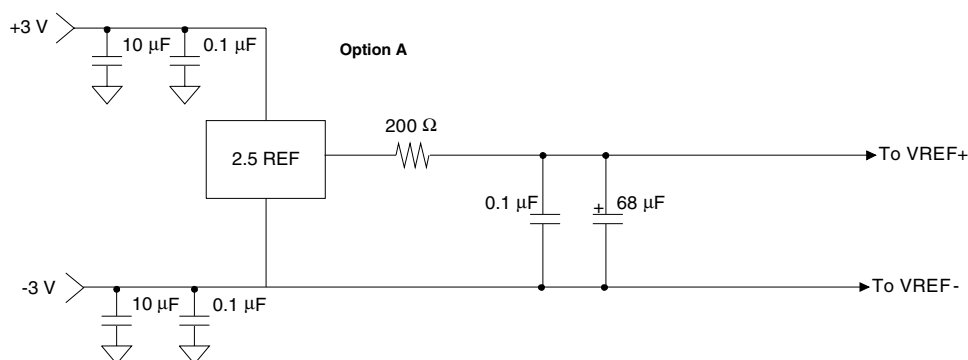 +3 V
10 µF
0.1 µF
Option A
200 Ω
2.5 REF
To VREF+
0.1 µF
+
68 µF
-3 V
To VREF-
10 µF
0.1 µF